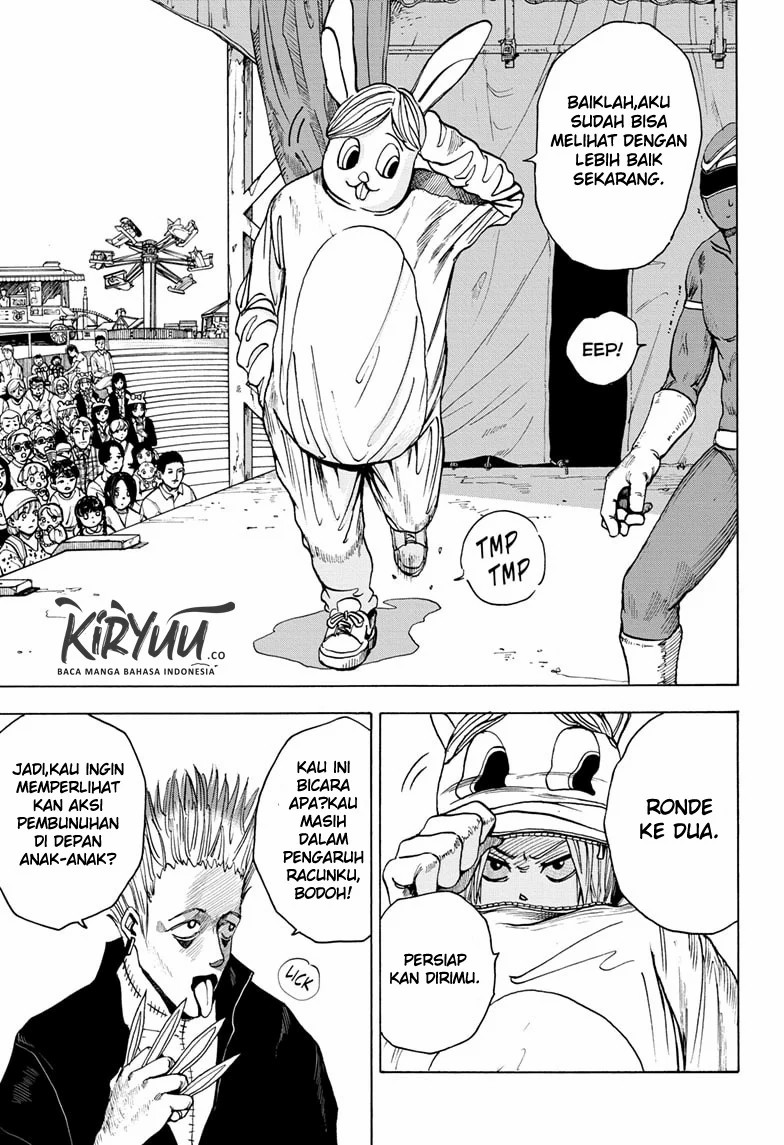 BAIKLAH,AKU
SUDAH BISA
MELIHAT DENGAN
LEBIH BAIK
SEKARANG.
EEP!
TMP
TMP
KIRYUU.CO
BACA MANGA BAHASA INDONESIA
RONDE
KE DUA.
PERSIAP
KAN DIRIMU.
KAU INI
BICARA
APA?KAU
MASIH
DALAM
PENGARUH
RACUNKU,
BODOH!
JADI,KAU INGIN
MEMPERLIHAT
KAN AKSI
PEMBUNUHAN
DI DEPAN
ANAK-ANAK?
LICK